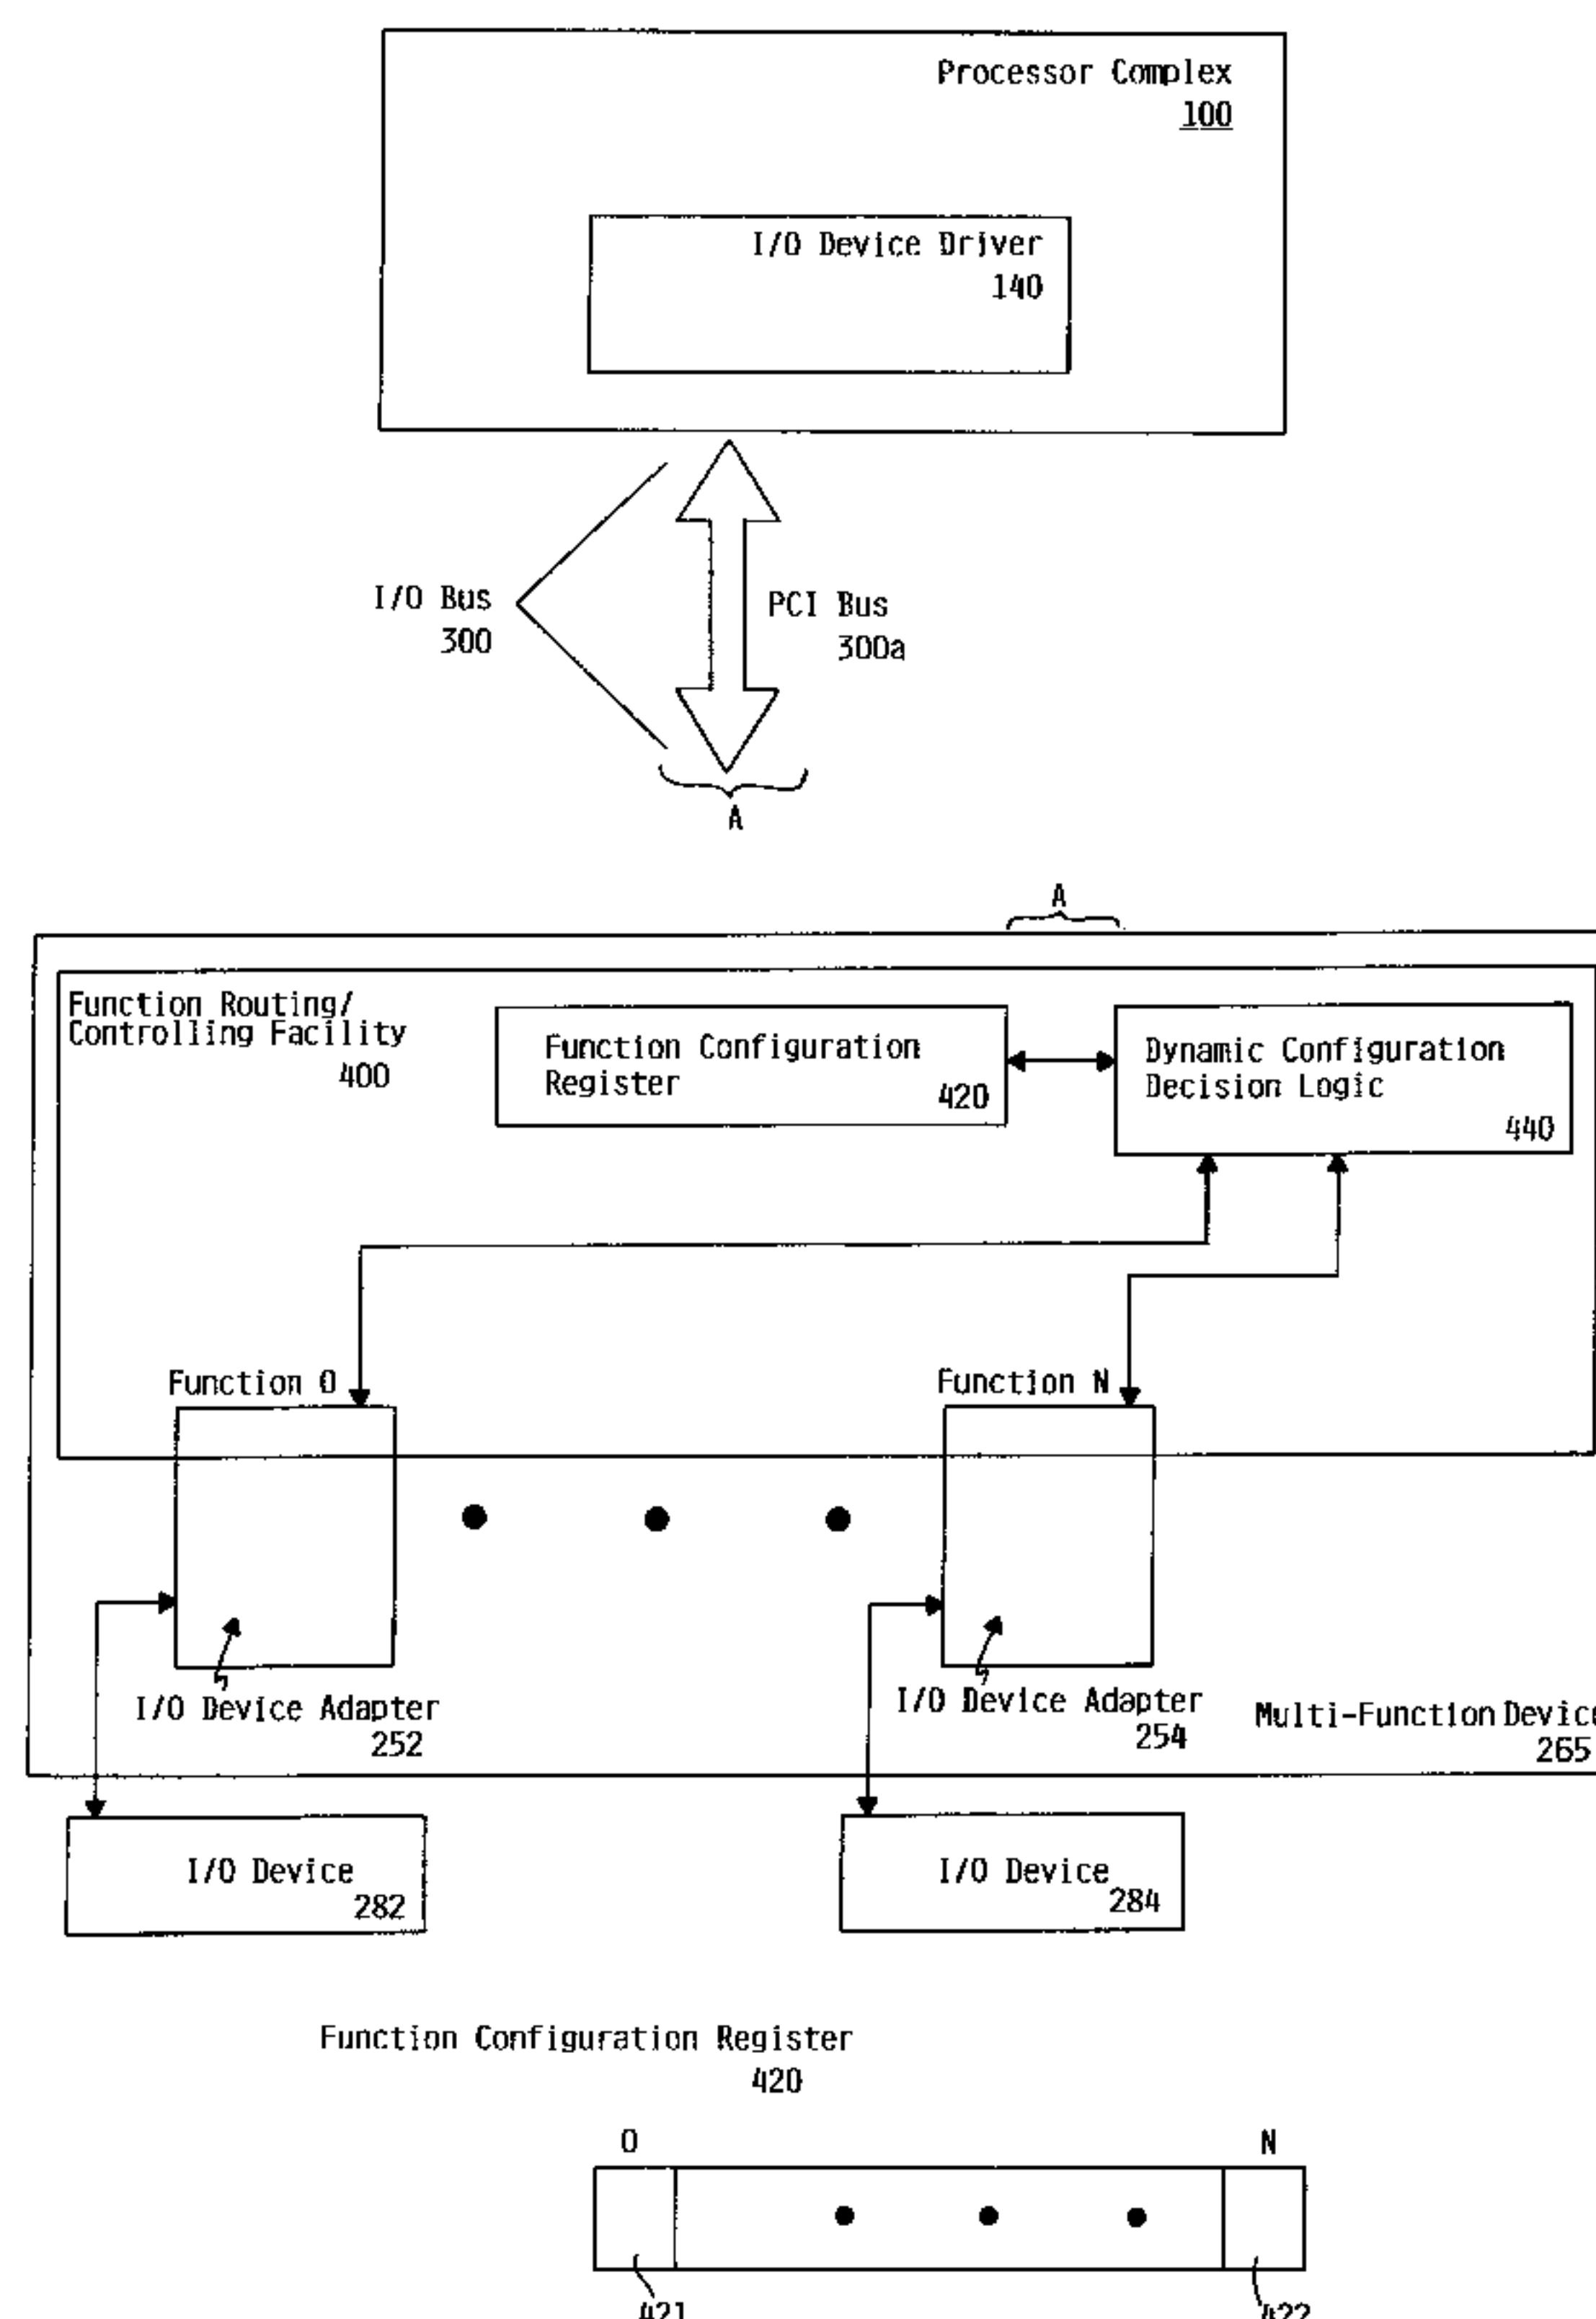 Processor Complex
100
I/O Device Driver
140
I/O Bus
300
PCI Bus
300a
A
A
Function Routing/
Controlling Facility
400
Function Configuration
Register
420
Dynamic Configuration
Decision Logic
440
Function 0
Function N
I/O Device Adapter
252
I/O Device Adapter
254
Multi-Function Device
265
I/O Device
282
I/O Device
284
Function Configuration Register
420
0
N
421
422